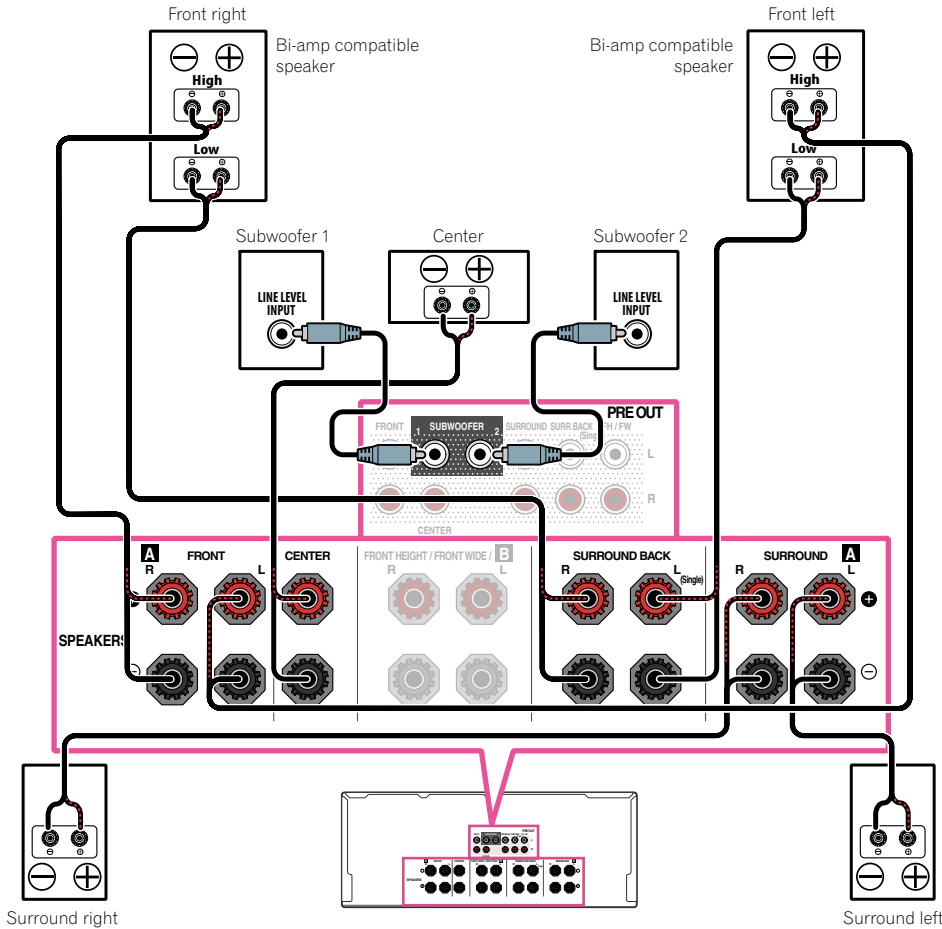 Front right
Front left
Bi-amp compatible
speaker
Bi-amp compatible
speaker
High
High
Low
Low
Subwoofer 1
Center
Subwoofer 2
LINE LEVEL
INPUT
LINE LEVEL
INPUT
PRE OUT
FRONT
1 SUBWOOFER 2
SURROUND
SURR BACK
(Sing
FH / FW
L
R
CENTER
A
FRONT
CENTER
FRONT HEIGHT / FRONT WIDE / B
SURROUND BACK
SURROUND
A
R
L
R
L
R
L
(Single)
R
L
SPEAKERS
Surround right
Surround left